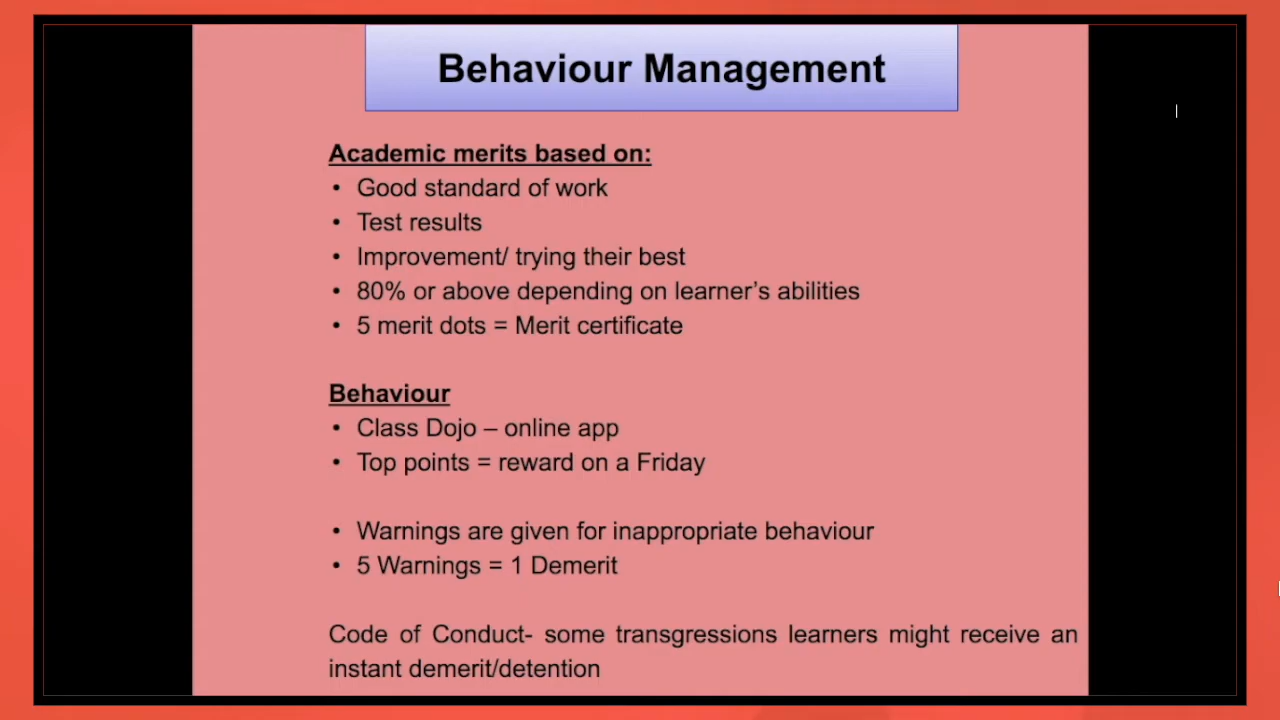 Behaviour Management
Academic merits based on:
• Good standard of work
• Test results
• Improvement/ trying their best
• 80% or above depending on learner's abilities
• 5 merit dots = Merit certificate
Behaviour
• Class Dojo – online app
• Top points = reward on a Friday
• Warnings are given for inappropriate behaviour
• 5 Warnings = 1 Demerit
Code of Conduct- some transgressions learners might receive an
instant demerit/detention